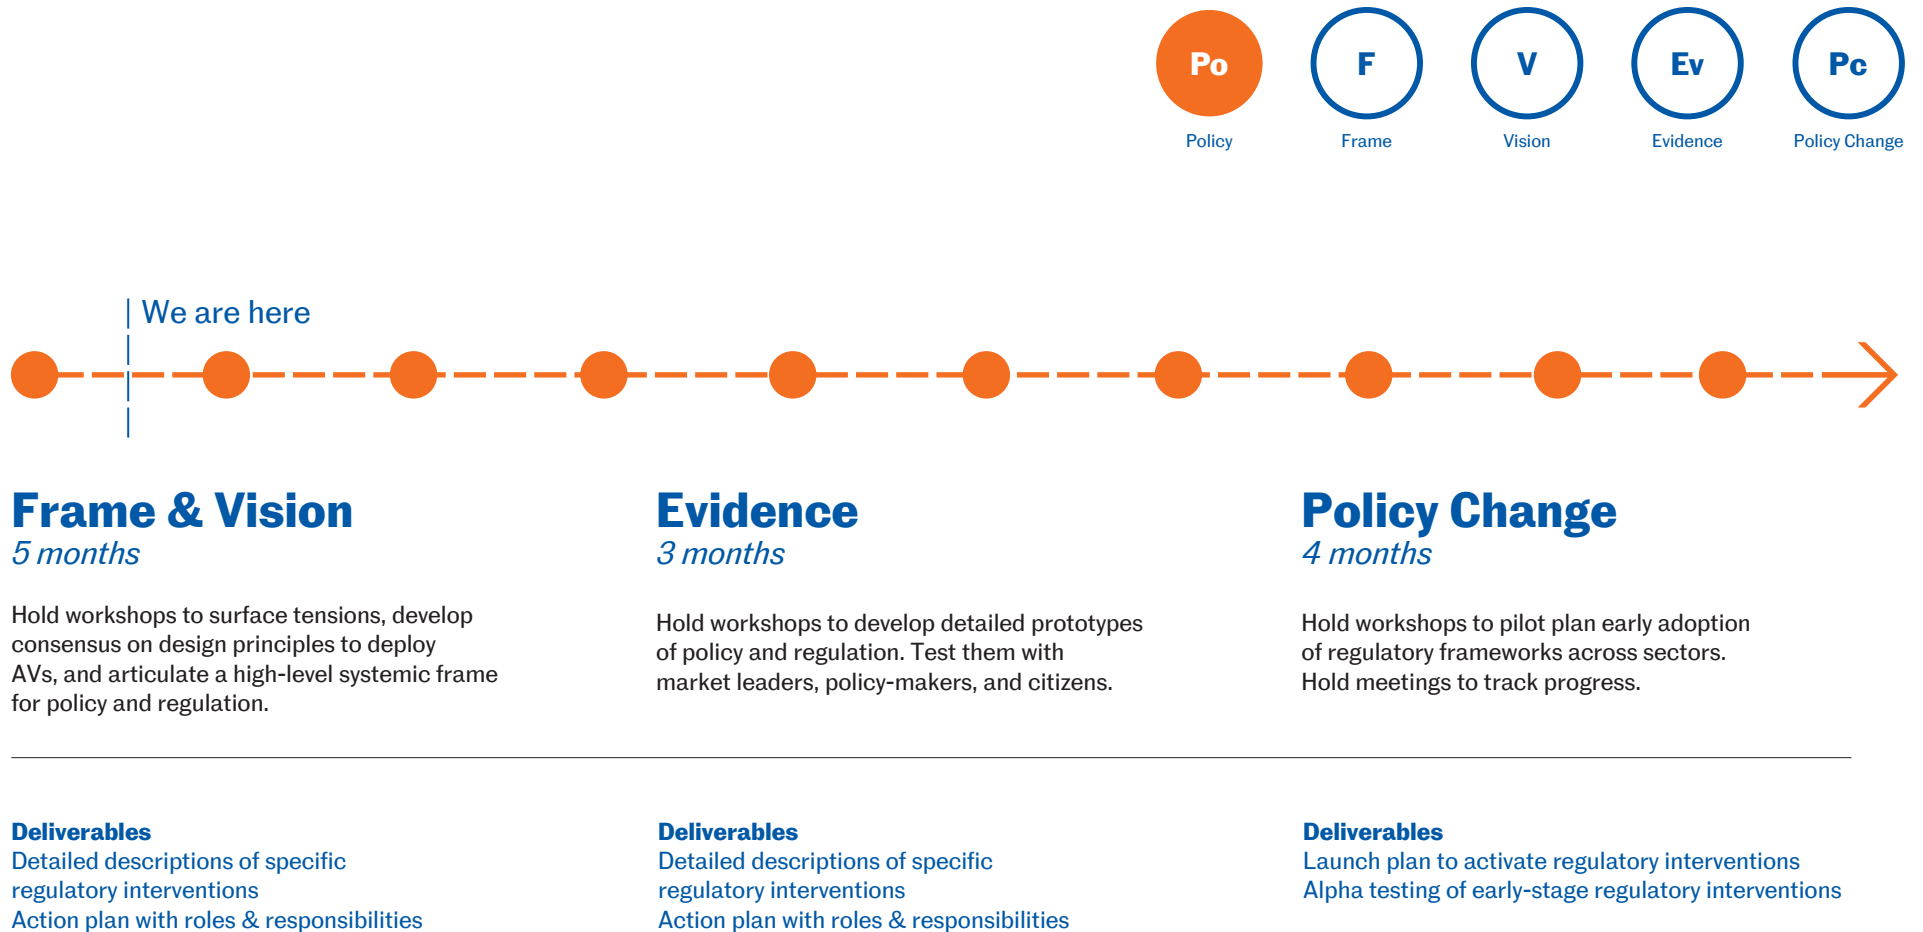 Po
F
V
Ev
Pc
Policy
Frame
Vision
Evidence
Policy Change
We are here
Frame & Vision
5 months
Hold workshops to surface tensions, develop
consensus on design principles to deploy
AVs, and articulate a high-level systemic frame
for policy and regulation.
Evidence
3 months
Hold workshops to develop detailed prototypes
of policy and regulation. Test them with
market leaders, policy-makers, and citizens.
Policy Change
4 months
Hold workshops to pilot plan early adoption
of regulatory frameworks across sectors.
Hold meetings to track progress.
Deliverables
Detailed descriptions of specific
regulatory interventions
Action plan with roles & responsibilities
Deliverables
Detailed descriptions of specific
regulatory interventions
Action plan with roles & responsibilities
Deliverables
Launch plan to activate regulatory interventions
Alpha testing of early-stage regulatory interventions